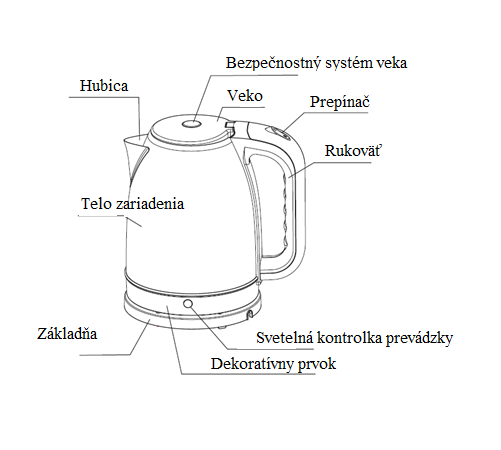 Bezpečnostný systém veka
Hubica
Veko
Prepínač
Rukoväť
Telo zariadenia
Základňa
Svetelná kontrolka prevádzky
Dekoratívny prvok